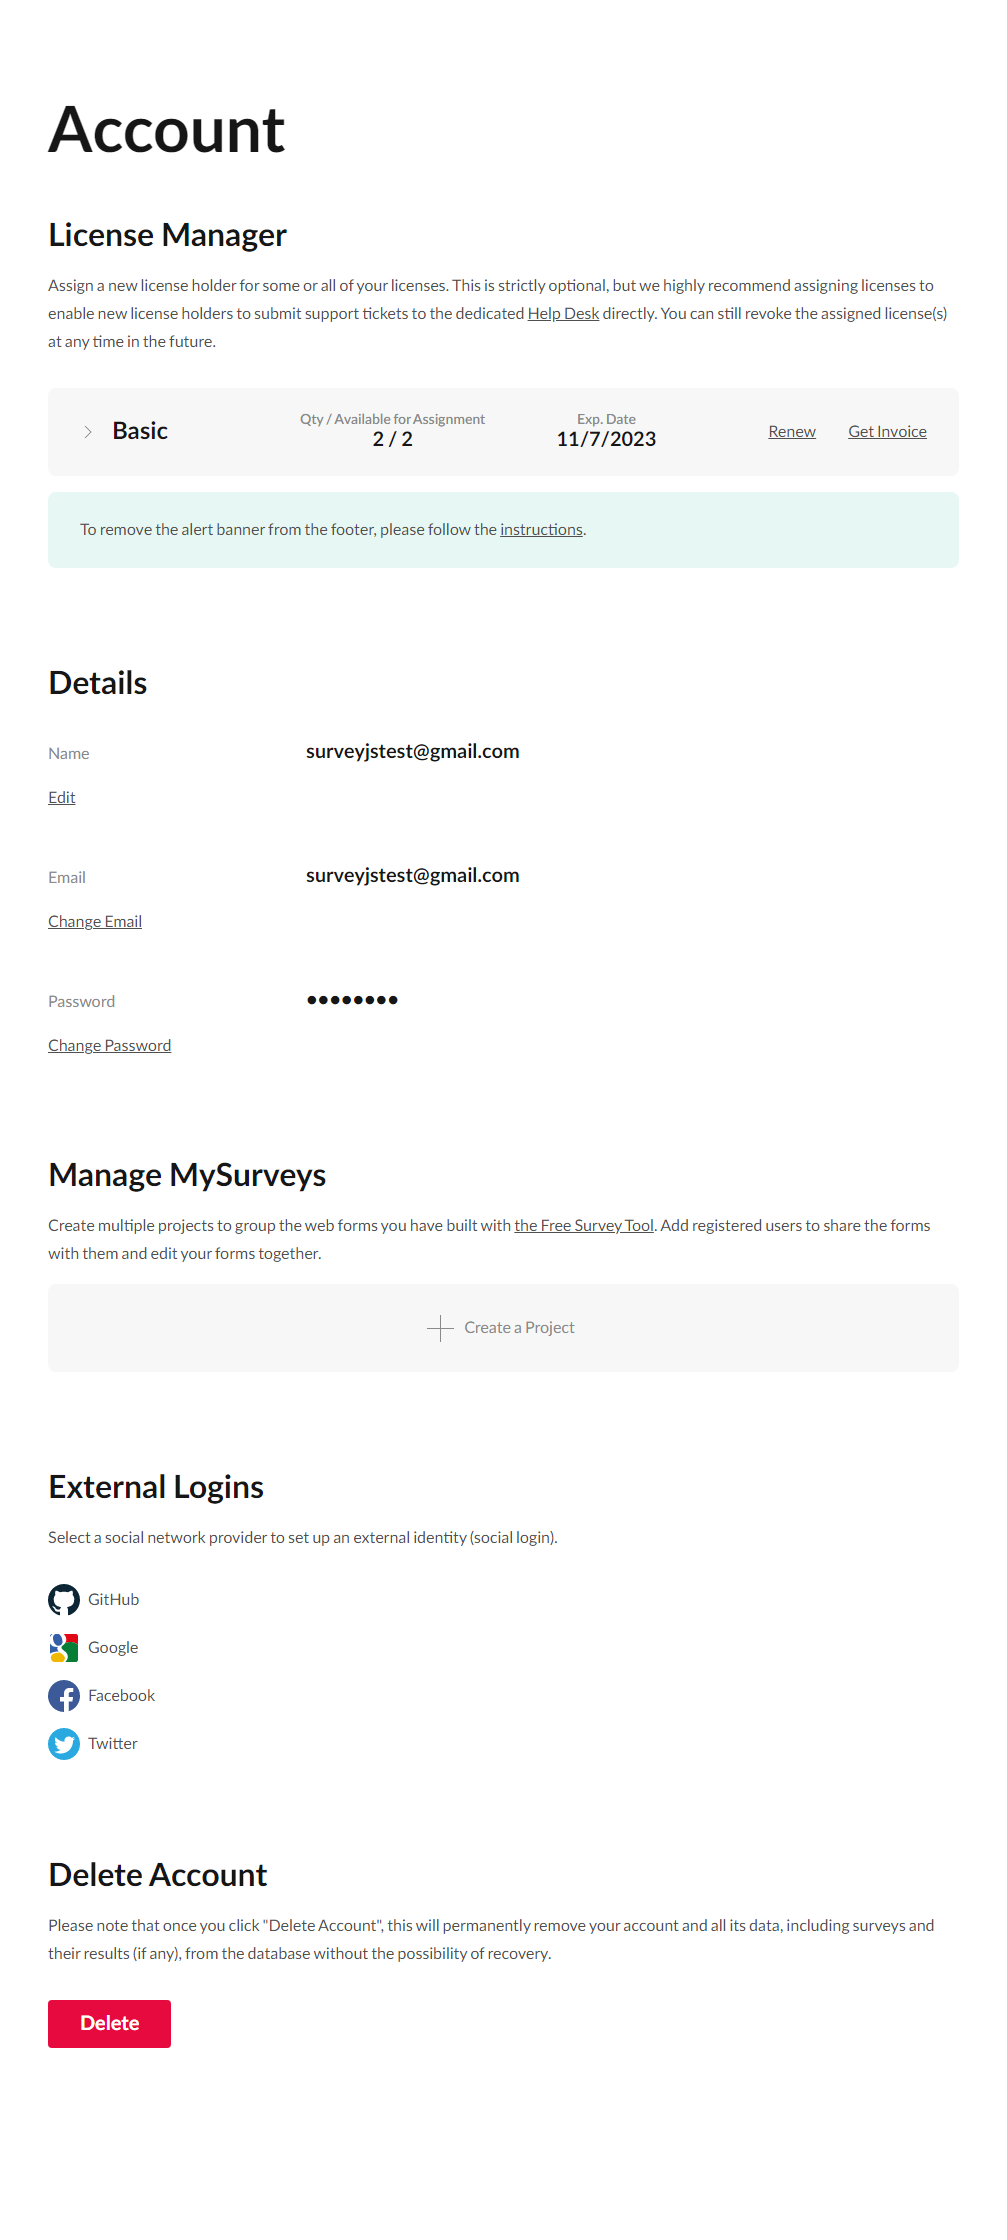 Account
License Manager
Assign a new license holder for some or all of your licenses. This is strictly optional, but we highly recommend assigning licenses to
enable new license holders to submit support tickets to the dedicated Help Desk directly. You can still revoke the assigned license(s)
at any time in the future.
Basic
Qty / Available for Assignment
2 / 2
Exp. Date
11/7/2023
Renew
Get Invoice
To remove the alert banner from the footer, please follow the instructions.
Details
Name
surveyjstest@gmail.com
Edit
Email
surveyjstest@gmail.com
Change Email
Password
••••••••
Change Password
Manage MySurveys
Create multiple projects to group the web forms you have built with the Free Survey Tool. Add registered users to share the forms
with them and edit your forms together.
Create a Project
External Logins
Select a social network provider to set up an external identity (social login).
GitHub
Google
Facebook
Twitter
Delete Account
Please note that once you click "Delete Account", this will permanently remove your account and all its data, including surveys and
their results (if any), from the database without the possibility of recovery.
Delete